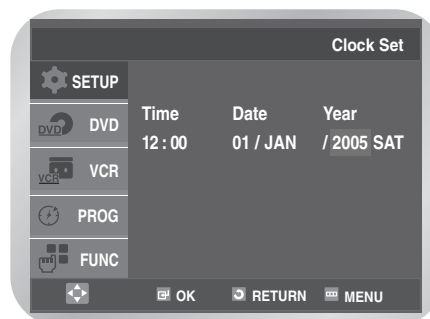 Clock Set
SETUP
DVD DVD
VCR VCR
PROG
FUNC
Time Date Year
12 : 00 01 / JAN / 2005 SAT
OK RETURN MENU